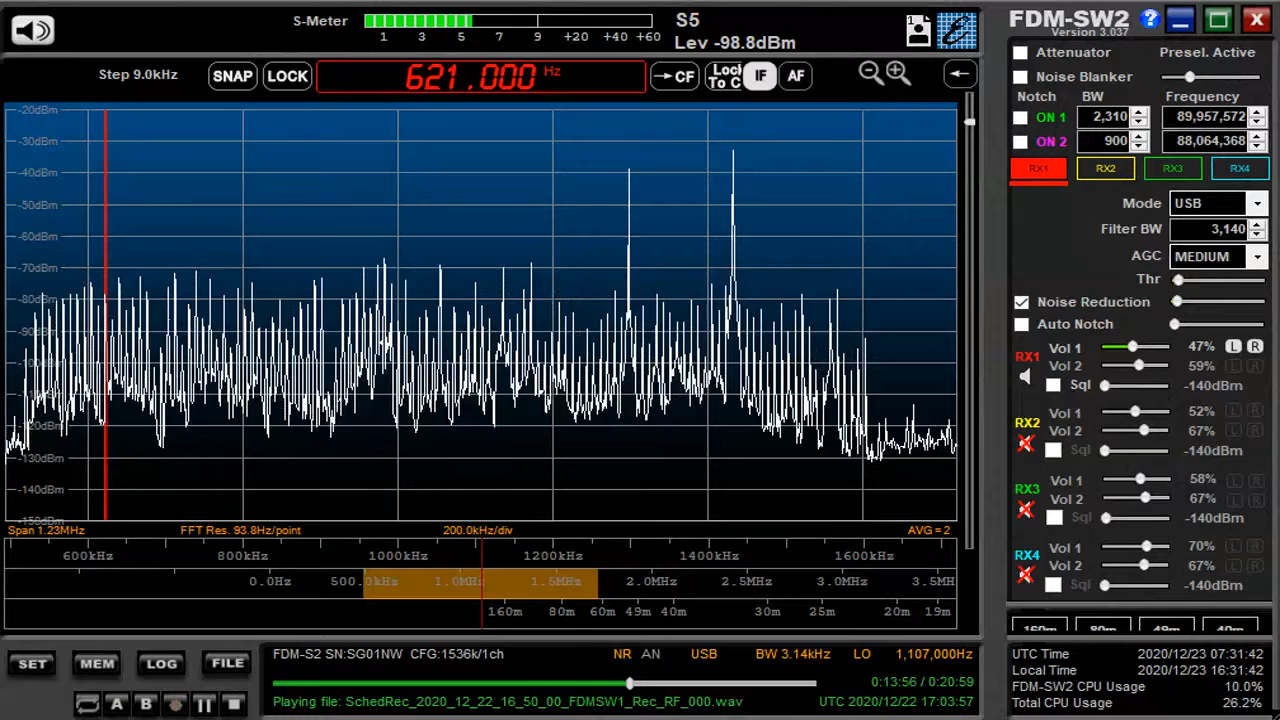 S-Meter
1 3 5 7 9 +20 +40 +60
S5
Lev -98.8dBm
1
FDM-SW2
?
Version 3.037
X
Step 9.0kHz
SNAP
LOCK
621.000 Hz
→CF
Lock To C
IF
AF
←
Attenuator
Presel. Active
Noise Blanker
Notch BW Frequency
ON 1 2,310 89,957,572
ON 2 900 88,064,368
RX1 RX2 RX3 RX4
Mode USB
Filter BW 3,140
AGC MEDIUM
Thr
Noise Reduction
Auto Notch
RX1
Vol 1 47% L R
Vol 2 59% L R
Sql -140dBm
RX2
Vol 1 52% L R
Vol 2 67% L R
Sql -140dBm
RX3
Vol 1 58% L R
Vol 2 67% L R
Sql -140dBm
RX4
Vol 1 70% L R
Vol 2 67% L R
Sql -140dBm
160m 80m 49m 40m
-20dBm
-30dBm
-40dBm
-50dBm
-60dBm
-70dBm
-80dBm
-90dBm
-100dBm
-110dBm
-120dBm
-130dBm
-140dBm
-150dBm
Span 1.23MHz FFT Res. 93.8Hz/point 200.0kHz/div AVG= 2
600kHz 800kHz 1000kHz 1200kHz 1400kHz 1600kHz
0.0Hz 500.0kHz 1.0MHz 1.5MHz 2.0MHz 2.5MHz 3.0MHz 3.5MH
160m 80m 60m 49m 40m 30m 25m 20m 19m
SET MEM LOG FILE
A B
FDM-S2 SN:SG01NW CFG:1536k/1ch NR AN USB BW 3.14kHz LO 1,107,000Hz
0:13:56 / 0:20:59
Playing file: SchedRec_2020_12_22_16_50_00_FDMSW1_Rec_RF_000.wav UTC 2020/12/22 17:03:57
UTC Time 2020/12/23 07:31:42
Local Time 2020/12/23 16:31:42
FDM-SW2 CPU Usage 10.0%
Total CPU Usage 26.2%